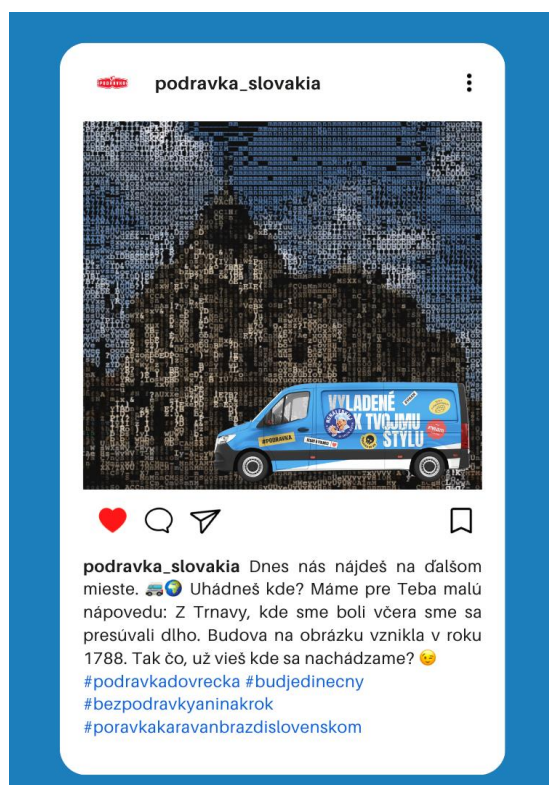 PODRAVKA
podravka_slovakia
VYLADENÉ
K TVOJMU
ŠTÝLU
#PODRAVKA
podravka_slovakia Dnes nás nájdeš na ďalšom
mieste. 🚐🌍 Uhádneš kde? Máme pre Teba malú
nápovedu: Z Trnavy, kde sme boli včera sme sa
presúvali dlho. Budova na obrázku vznikla v roku
1788. Tak čo, už vieš kde sa nachádzame? 😉
#podravkadovrecka #budjedinecny
#bezpodravkyaninakrok
#poravkakaravanbrazdislovenskom